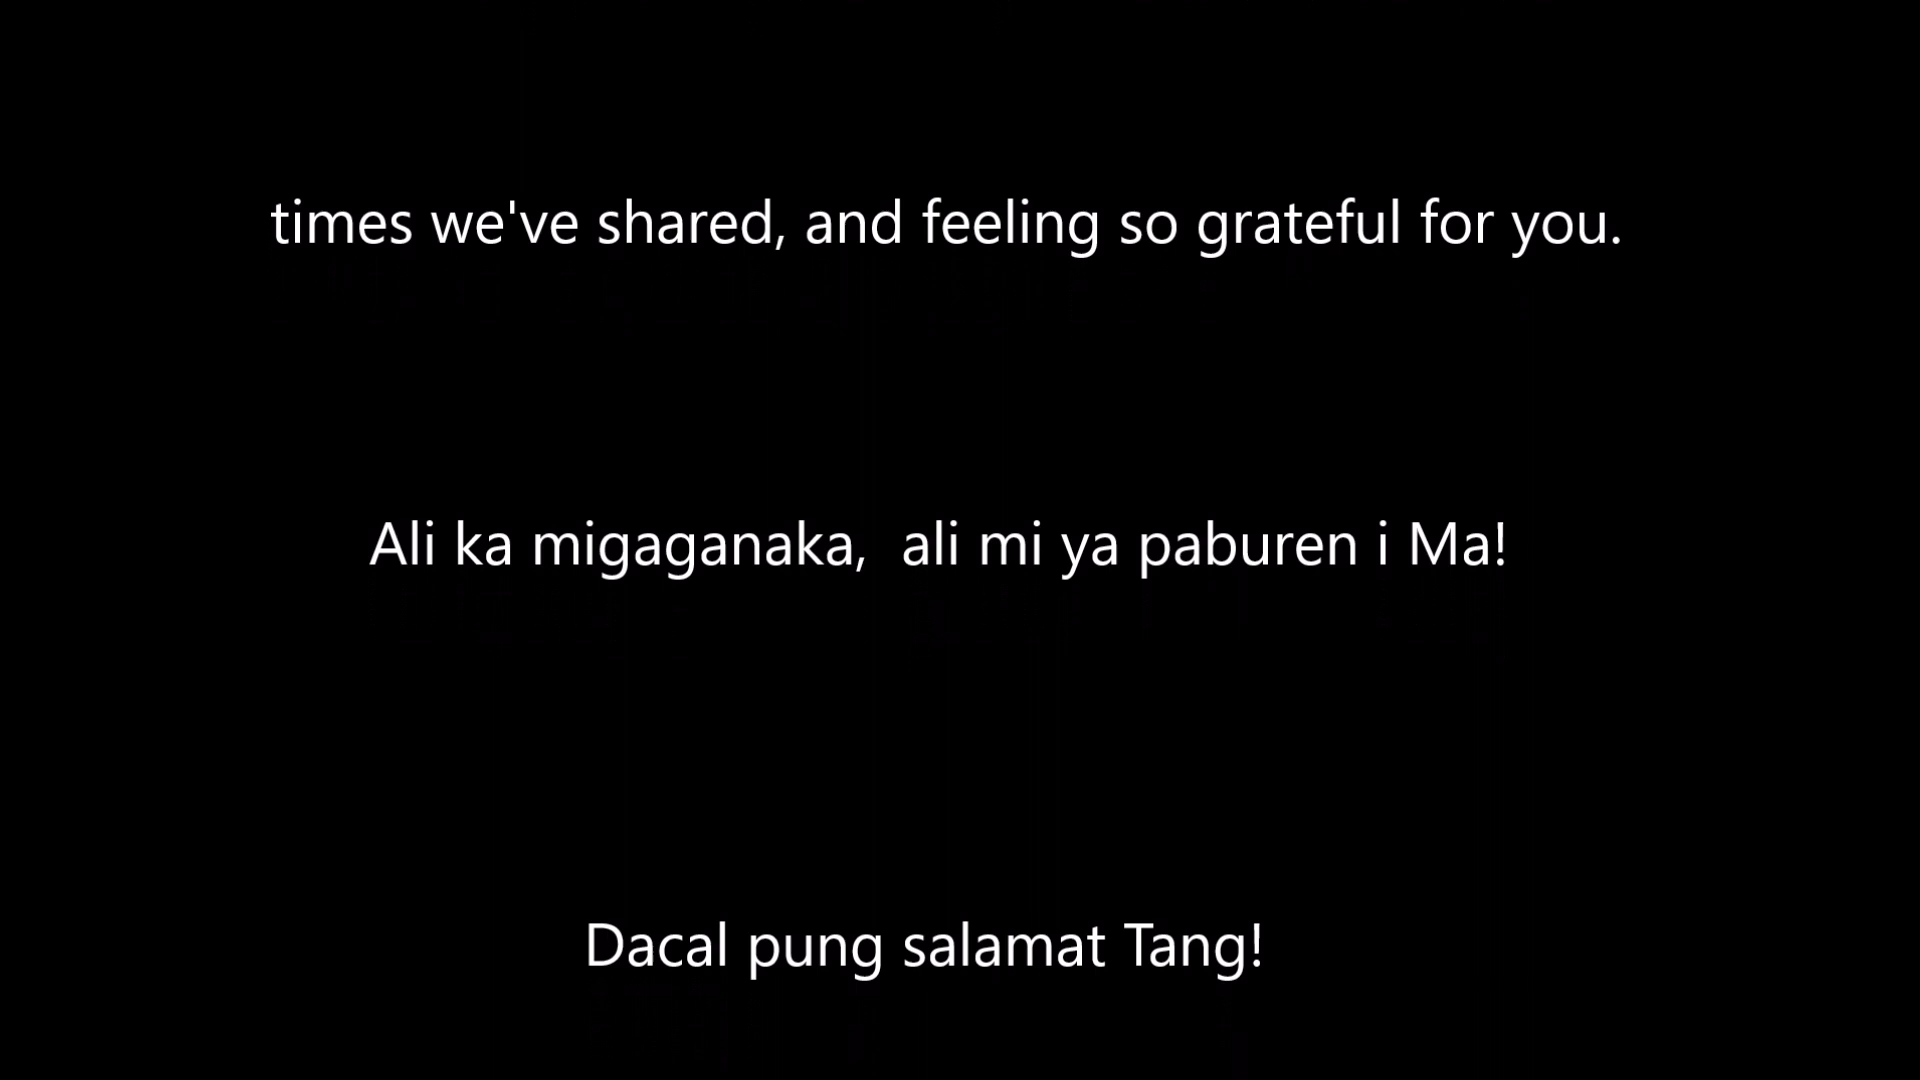 times we've shared, and feeling so grateful for you.
Ali ka migaganaka,  ali mi ya paburen i Ma!
Dacal pung salamat Tang!